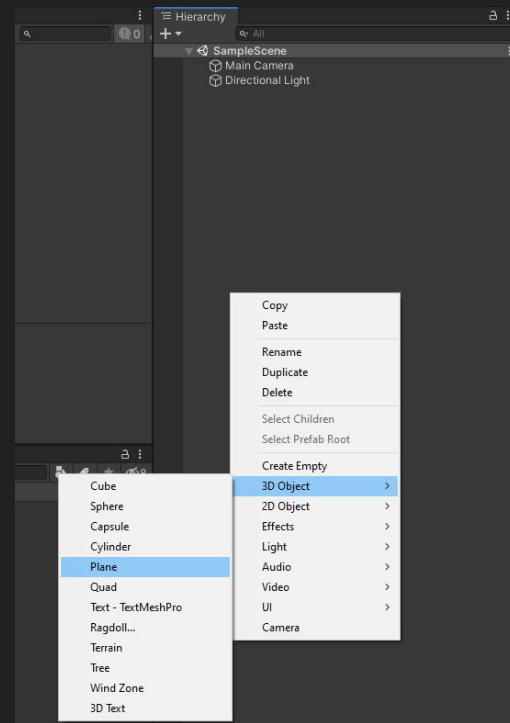 Hierarchy
0
All
SampleScene
Main Camera
Directional Light
Copy
Paste
Rename
Duplicate
Delete
Select Children
Select Prefab Root
Create Empty
3D Object
2D Object
Effects
Light
Audio
Video
UI
Camera
8
Cube
Sphere
Capsule
Cylinder
Plane
Quad
Text - TextMeshPro
Ragdoll...
Terrain
Tree
Wind Zone
3D Text